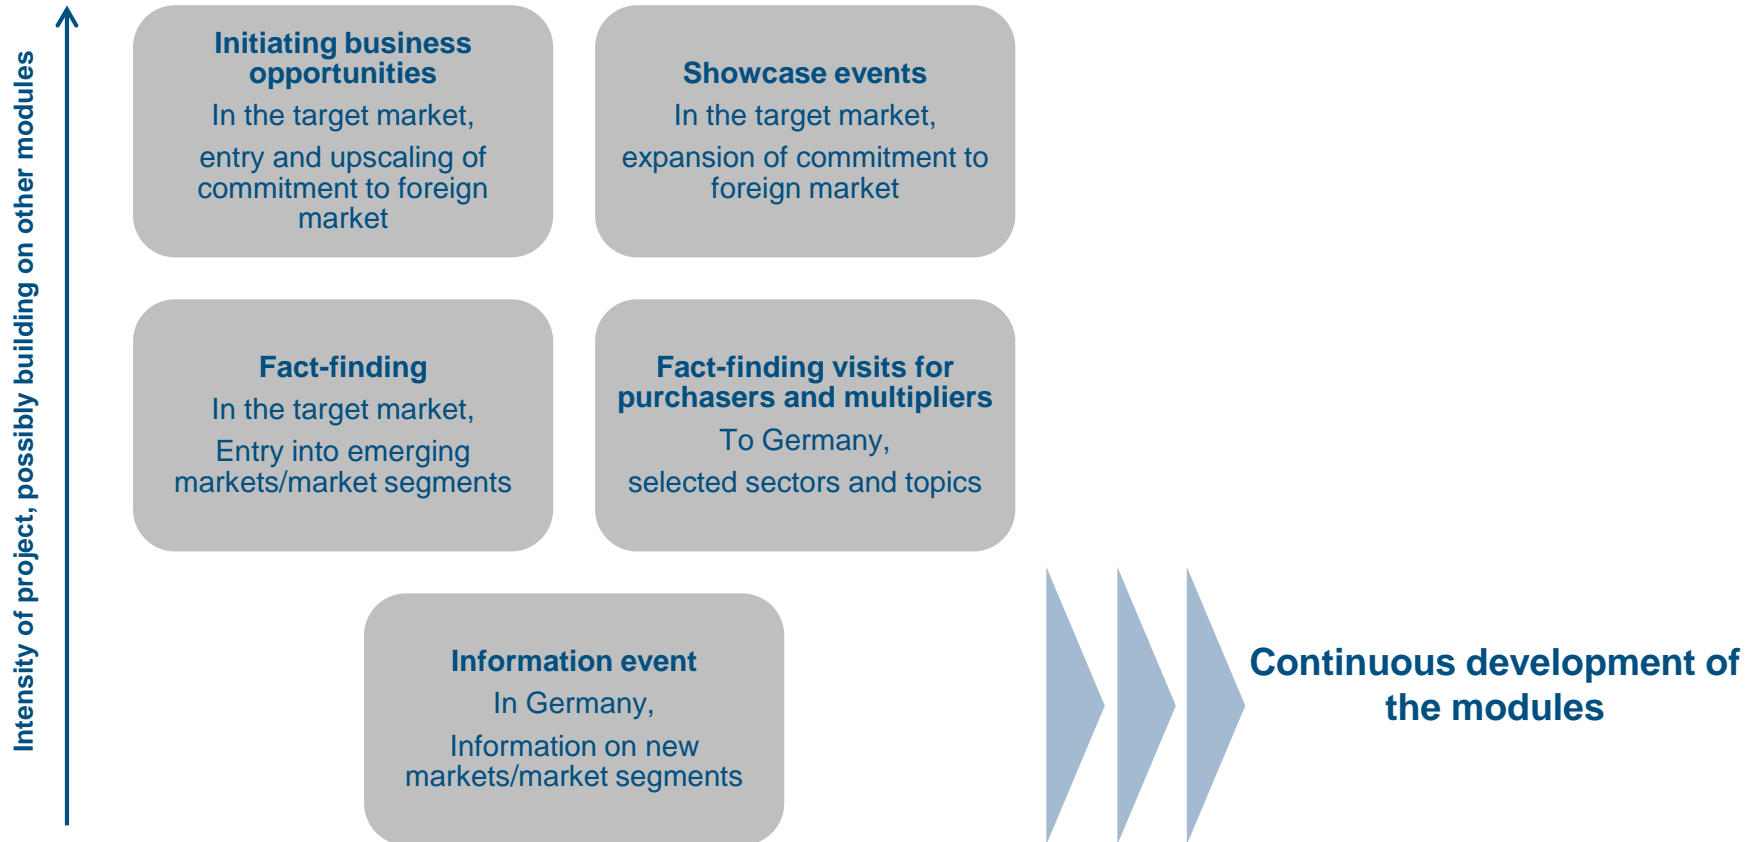 Intensity of project, possibly building on other modules
Initiating business
opportunities
In the target market,
entry and upscaling of
commitment to foreign
market
Showcase events
In the target market,
expansion of commitment to
foreign market
Fact-finding
In the target market,
Entry into emerging
markets/market segments
Fact-finding visits for
purchasers and multipliers
To Germany,
selected sectors and topics
Information event
In Germany,
Information on new
markets/market segments
Continuous development of
the modules